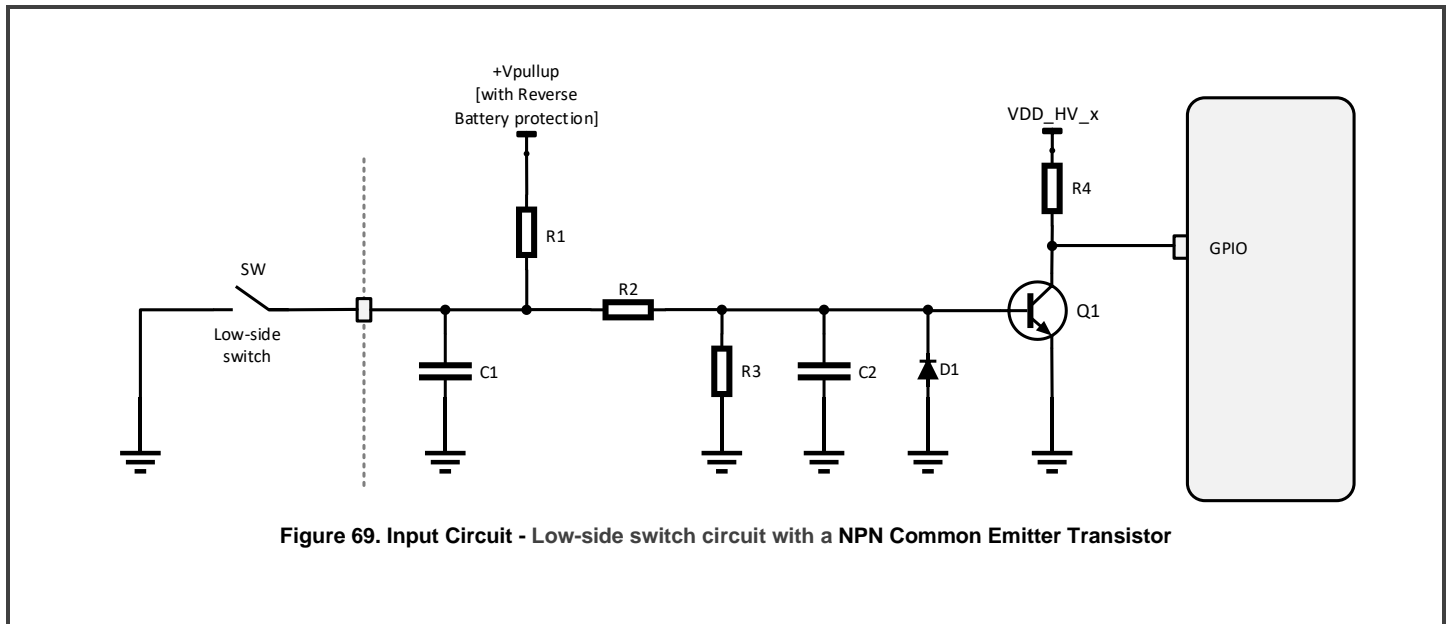 +Vpullup
[with Reverse
Battery protection]
VDD_HV_x
R4
R1
GPIO
SW
R2
Q1
Low-side
switch
C1
R3
C2
D1
Figure 69. Input Circuit - Low-side switch circuit with a NPN Common Emitter Transistor